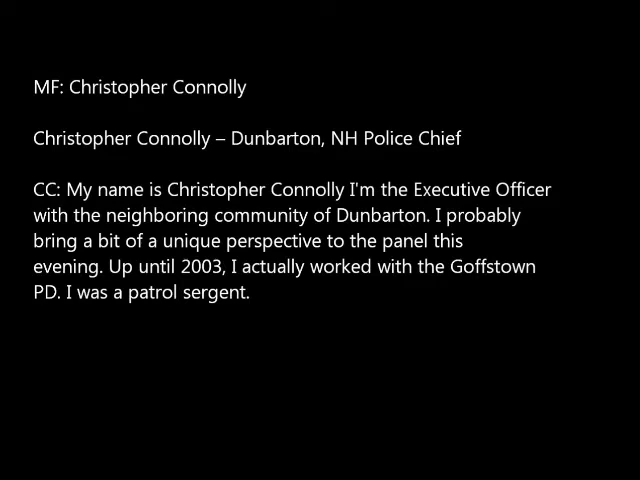 MF: Christopher Connolly
Christopher Connolly – Dunbarton, NH Police Chief
CC: My name is Christopher Connolly I'm the Executive Officer
with the neighboring community of Dunbarton. I probably
bring a bit of a unique perspective to the panel this
evening. Up until 2003, I actually worked with the Goffstown
PD. I was a patrol sergent.